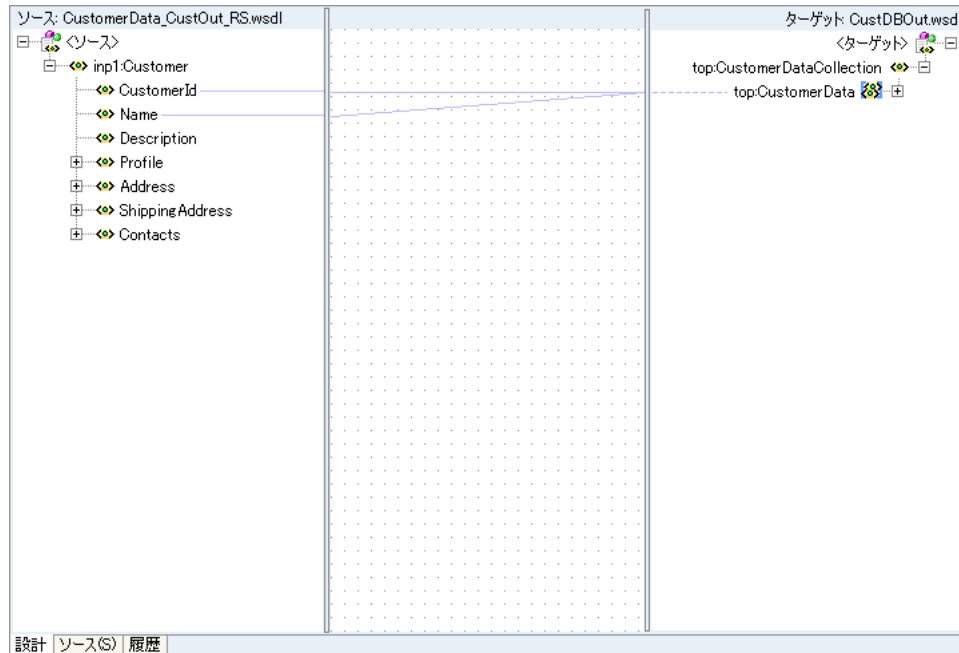 ソース: CustomerData_CustOut_RS.wsdl
<ソース>
inp1:Customer
CustomerId
Name
Description
Profile
Address
ShippingAddress
Contacts
ターゲット: CustDBOut.wsd
<ターゲット>
top:CustomerDataCollection
top:CustomerData
設計 ソース(S) 履歴